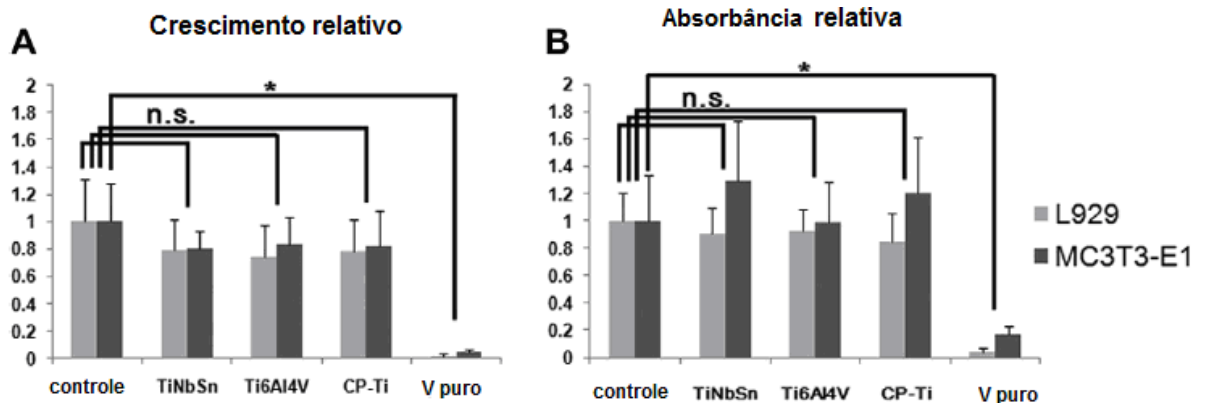 Crescimento relativo
A
*
n.s.
2
1.8
1.6
1.4
1.2
1
0.8
0.6
0.4
0.2
0
controle TiNbSn Ti6Al4V CP-Ti V puro
Absorbância relativa
B
*
n.s.
2
1.8
1.6
1.4
1.2
1
0.8
0.6
0.4
0.2
0
controle TiNbSn Ti6Al4V CP-Ti V puro
L929
MC3T3-E1